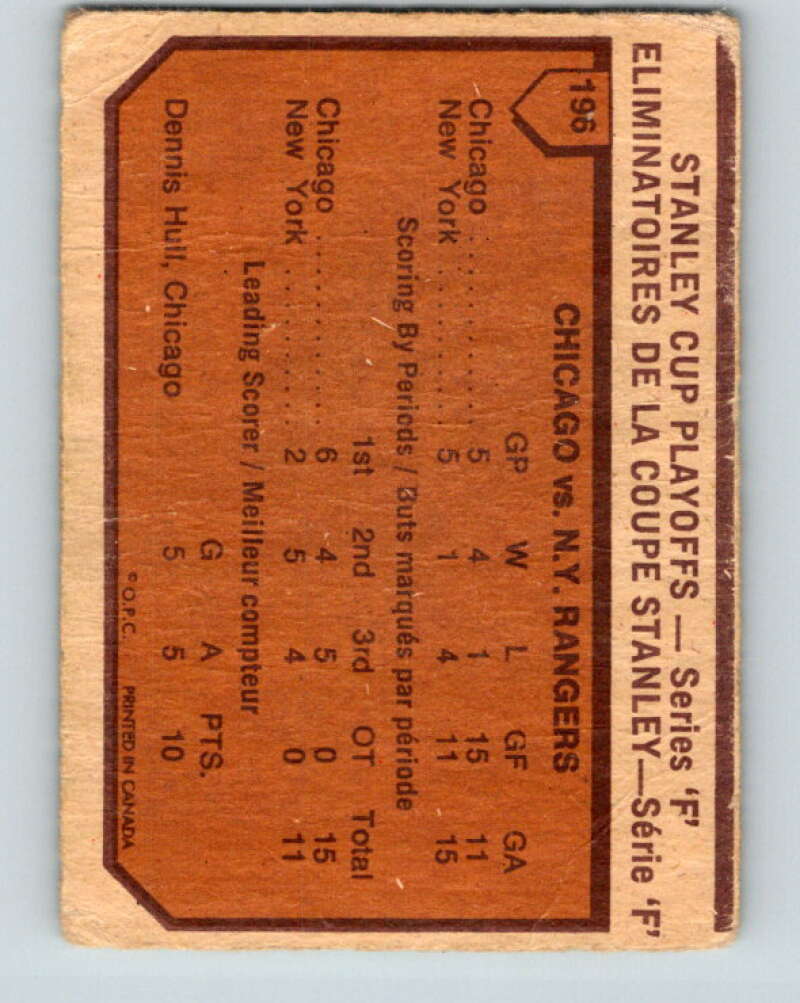 STANLEY CUP PLAYOFFS — Series 'F'
ELIMINATOIRES DE LA COUPE STANLEY—Série 'F'
196
CHICAGO vs. N.Y. RANGERS
GP W L GF GA
Chicago . . . . . . . . . . 5 4 1 15 11
New York . . . . . . . . 5 1 4 11 15
Scoring By Periods / Buts marqués par période
1st 2nd 3rd OT Total
Chicago . . . . . . . . . . 6 4 5 0 15
New York . . . . . . . . 2 5 4 0 11
Leading Scorer / Meilleur compteur
G A PTS.
Dennis Hull, Chicago 5 5 10
© O.P.C. PRINTED IN CANADA